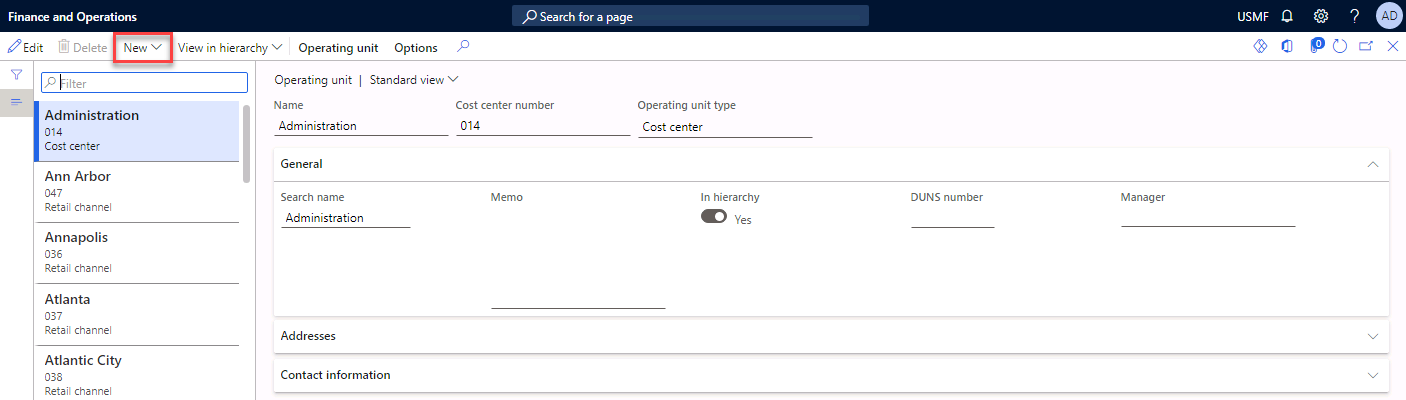 Finance and Operations
Search for a page
USMF
?
AD
Edit
Delete
New
View in hierarchy
Operating unit
Options
0
Filter
Administration
014
Cost center
Ann Arbor
047
Retail channel
Annapolis
036
Retail channel
Atlanta
037
Retail channel
Atlantic City
038
Retail channel
Operating unit | Standard view
Name
Cost center number
Operating unit type
Administration
014
Cost center
General
Search name
Memo
In hierarchy
DUNS number
Manager
Administration
Yes
Addresses
Contact information